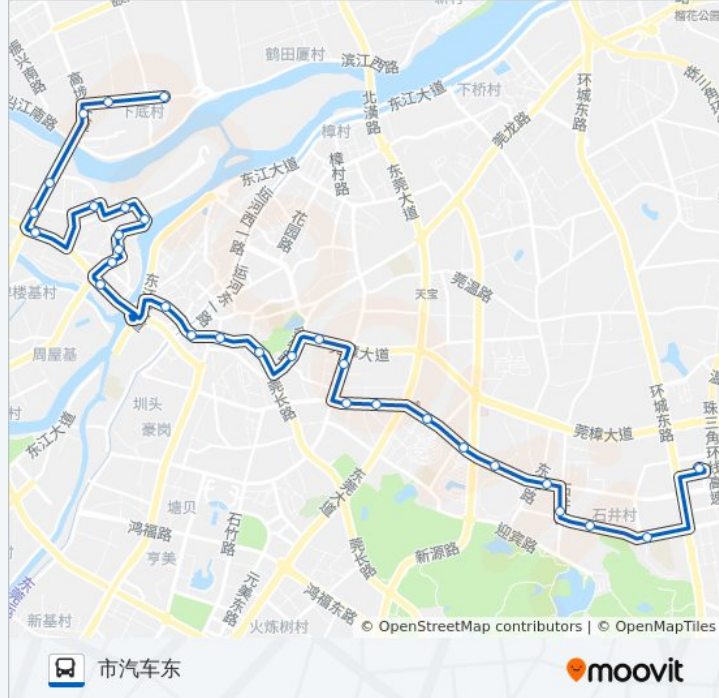 榴花公园
振兴南路
鹤田厦村
滨江西路
环城东路
北潢路
东江大道
下桥村
下底村
樟村
莞龙路
樟村路
东莞大道
东江大道
运河西一路
花园路
运河东一路
莞温路
天宝
周屋基
大道
莞长路
环城东路
圳头
豪岗
东江大道
莞樟大道
石井村
东莞大道
塘贝
鸿福路
石竹路
亨美
迎宾路
新源路
莞长路
元美东路
鸿福东路
新基村
火炼树村
© OpenStreetMap contributors | © OpenMapTiles
市汽车东
moovit